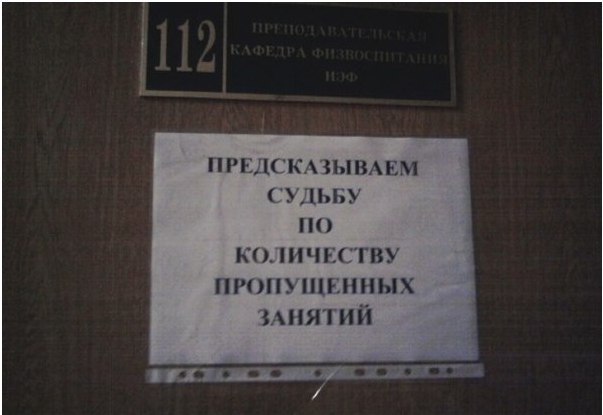 112
ПРЕПОДАВАТЕЛЬСКАЯ
КАФЕДРА ФИЗВОСПИТАНИЯ
ИЭФ
ПРЕДСКАЗЫВАЕМ
СУДЬБУ
ПО
КОЛИЧЕСТВУ
ПРОПУЩЕННЫХ
ЗАНЯТИЙ